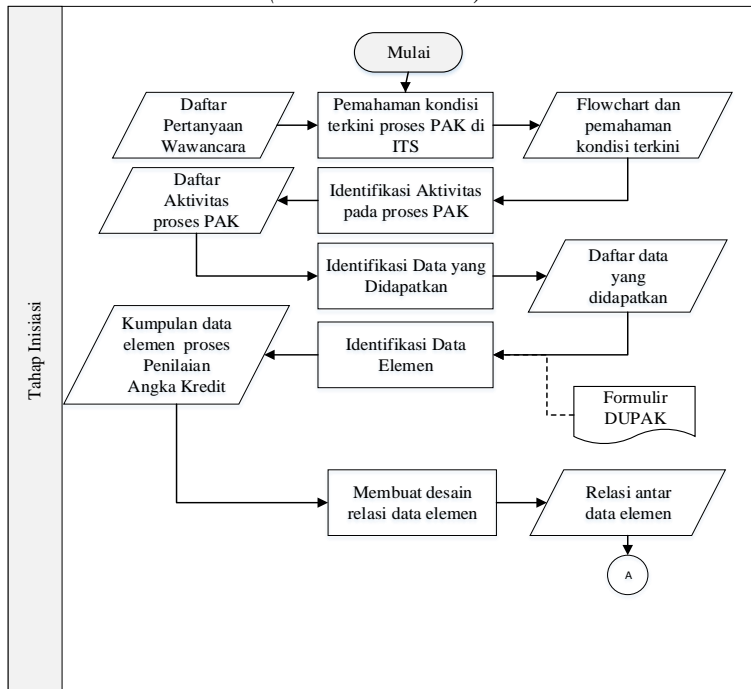 Mulai
Daftar
Pertanyaan
Wawancara
Pemahaman kondisi
terkini proses PAK di
ITS
Flowchart dan
pemahaman
kondisi terkini
Daftar
Aktivitas
proses PAK
Identifikasi Aktivitas
pada proses PAK
Identifikasi Data yang
Didapatkan
Daftar data
yang
didapatkan
Kumpulan data
elemen proses
Penilaian
Angka Kredit
Identifikasi Data
Elemen
Formulir
DUPAK
Tahap Inisiasi
Membuat desain
relasi data elemen
Relasi antar
data elemen
A